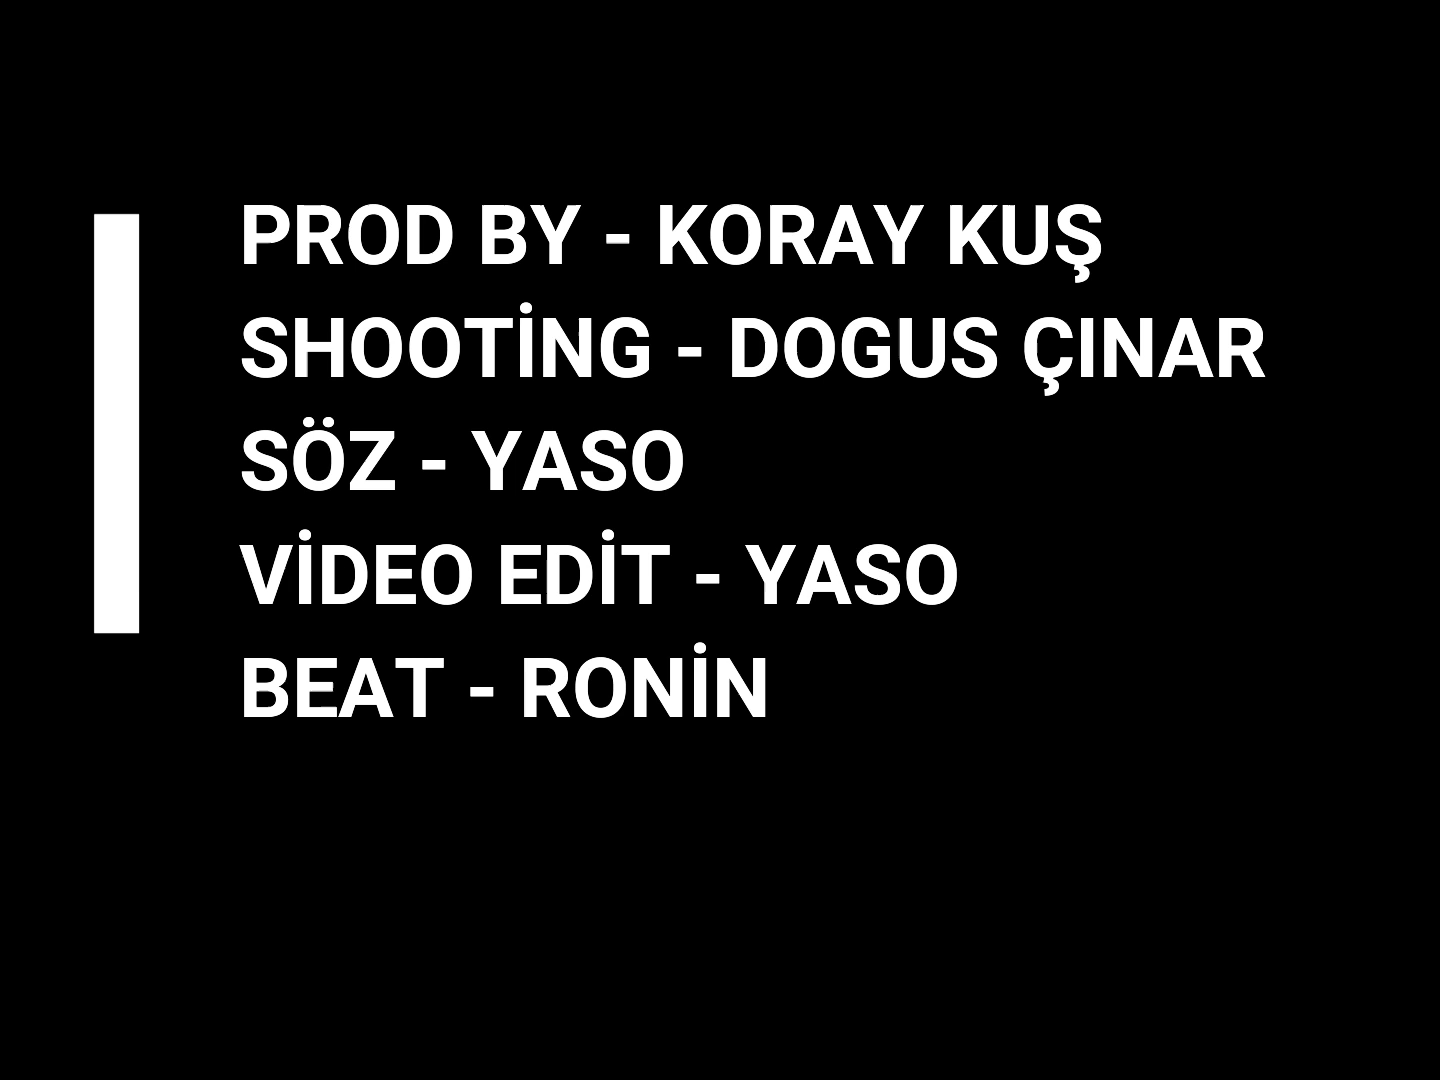 PROD BY - KORAY KUŞ
SHOOTİNG - DOGUS ÇINAR
SÖZ - YASO
VİDEO EDİT - YASO
BEAT - RONİN